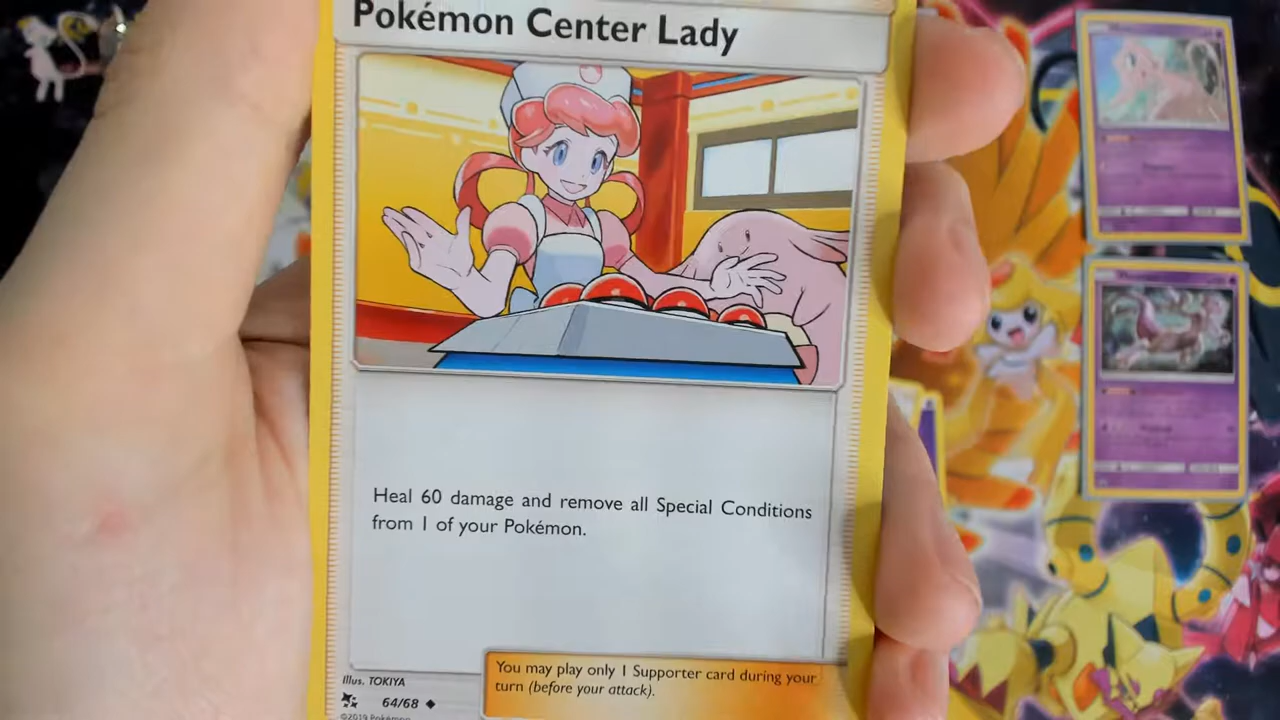 Pokémon Center Lady
Heal 60 damage and remove all Special Conditions
from 1 of your Pokémon.
You may play only 1 Supporter card during your
turn (before your attack).
Illus. TOKIYA
64/68
©2019 Pokémon